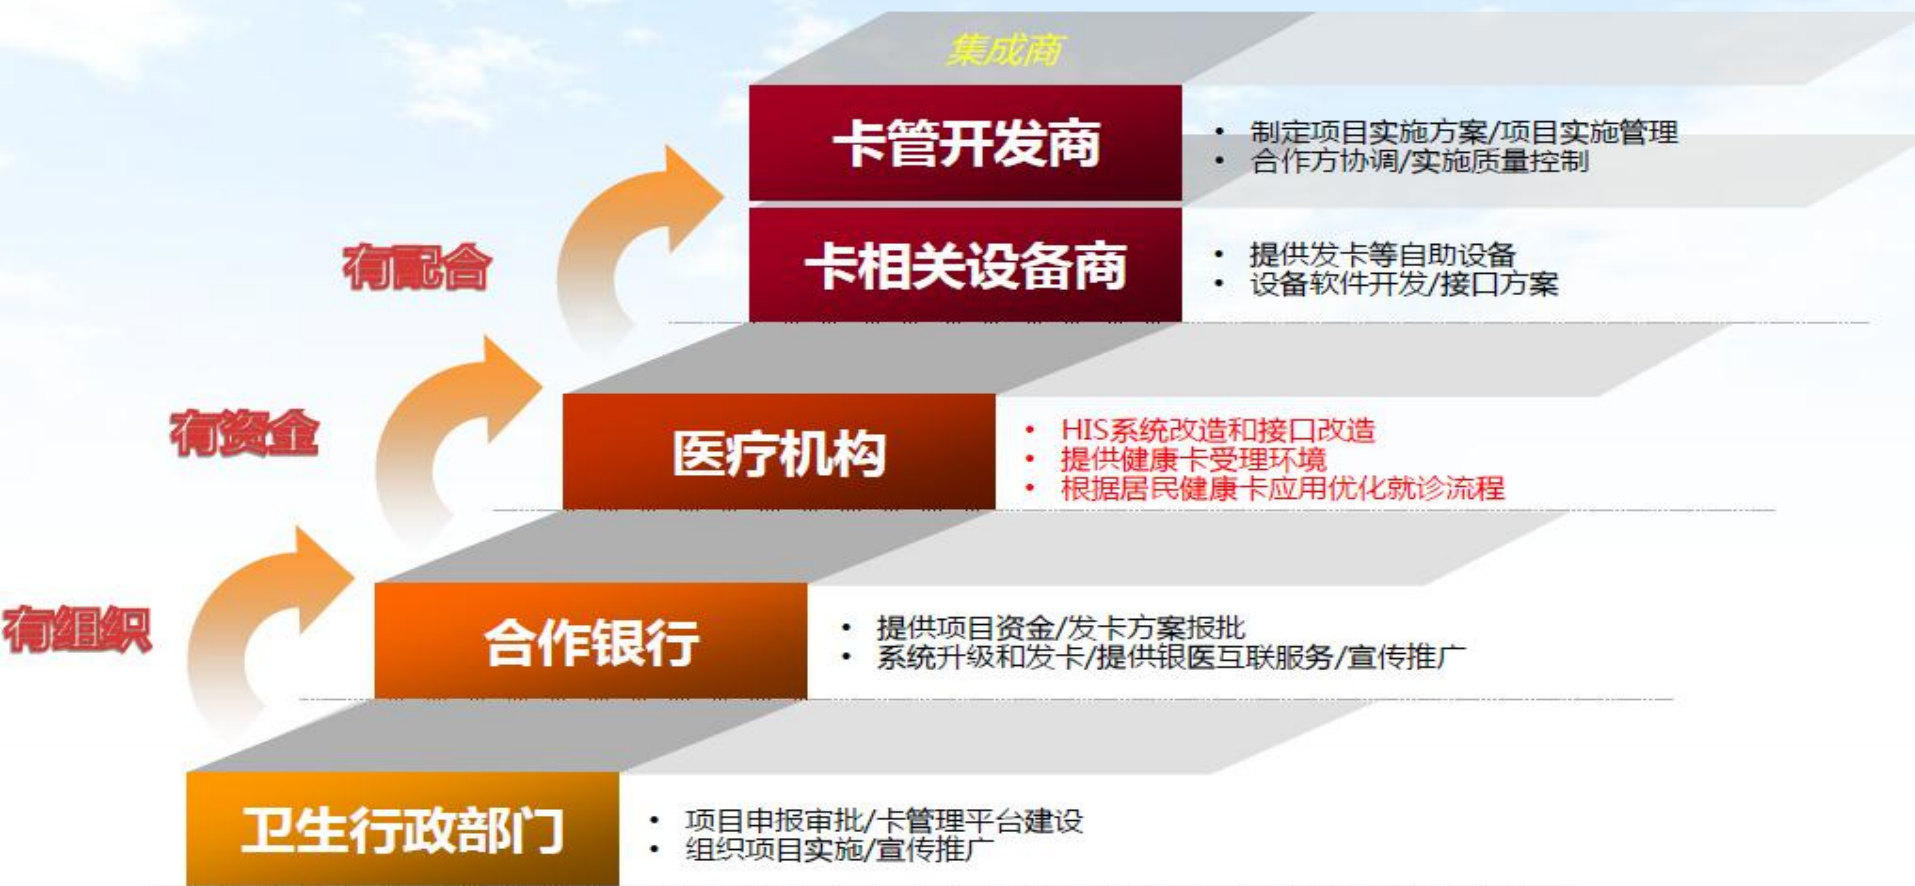 集成商
卡管开发商
• 制定项目实施方案/项目实施管理
• 合作方协调/实施质量控制
卡相关设备商
• 提供发卡等自助设备
• 设备软件开发/接口方案
有配合
医疗机构
• HIS系统改造和接口改造
• 提供健康卡受理环境
• 根据居民健康卡应用优化就诊流程
有资金
合作银行
• 提供项目资金/发卡方案报批
• 系统升级和发卡/提供银医互联服务/宣传推广
有组织
卫生行政部门
• 项目申报审批/卡管理平台建设
• 组织项目实施/宣传推广